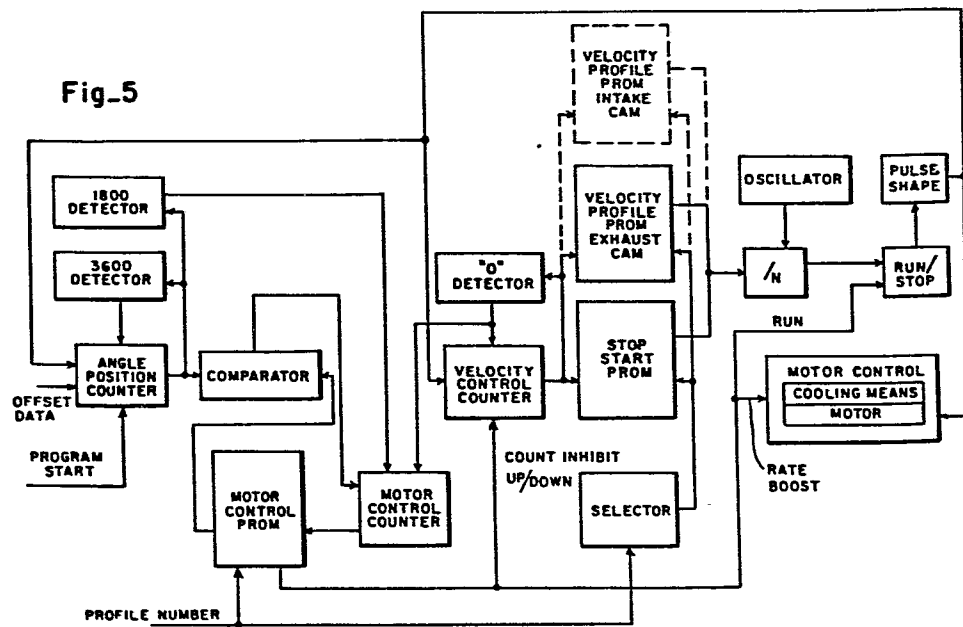 Fig_5
VELOCITY
PROFILE
PROM
INTAKE
CAM
1800
DETECTOR
3600
DETECTOR
ANGLE
POSITION
COUNTER
OFFSET
DATA
PROGRAM
START
COMPARATOR
MOTOR
CONTROL
PROM
MOTOR
CONTROL
COUNTER
PROFILE NUMBER
"O"
DETECTOR
VELOCITY
CONTROL
COUNTER
COUNT INHIBIT
UP/DOWN
VELOCITY
PROFILE
PROM
EXHAUST
CAM
STOP
START
PROM
SELECTOR
OSCILLATOR
/N
PULSE
SHAPE
RUN/
STOP
RUN
MOTOR CONTROL
COOLING MEANS
MOTOR
RATE
BOOST